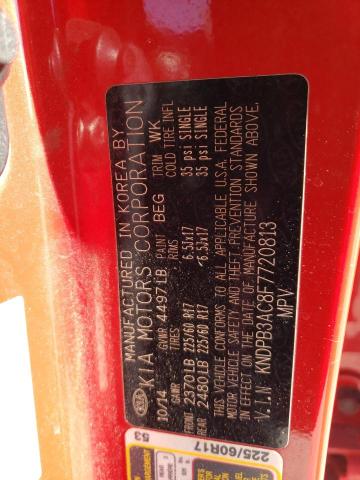 MANUFACTURED IN KOREA BY
KIA KIA MOTORS CORPORATION
10/14 GVWR 4497LB PAINT BEG TRIM WK
GAWR RIMS COLD TIRE INFL
FRONT 2370LB 225/60 R17 6.5Jx17 35 psi SINGLE
REAR 2480LB 225/60 R17 6.5Jx17 35 psi SINGLE
THIS VEHICLE CONFORMS TO ALL APPLICABLE U.S.A. FEDERAL
MOTOR VEHICLE SAFETY AND THEFT PREVENTION STANDARDS
IN EFFECT ON THE DATE OF MANUFACTURE SHOWN ABOVE.
V.I.N KNDPB3AC8F7720813
MPV
225/60R17
53